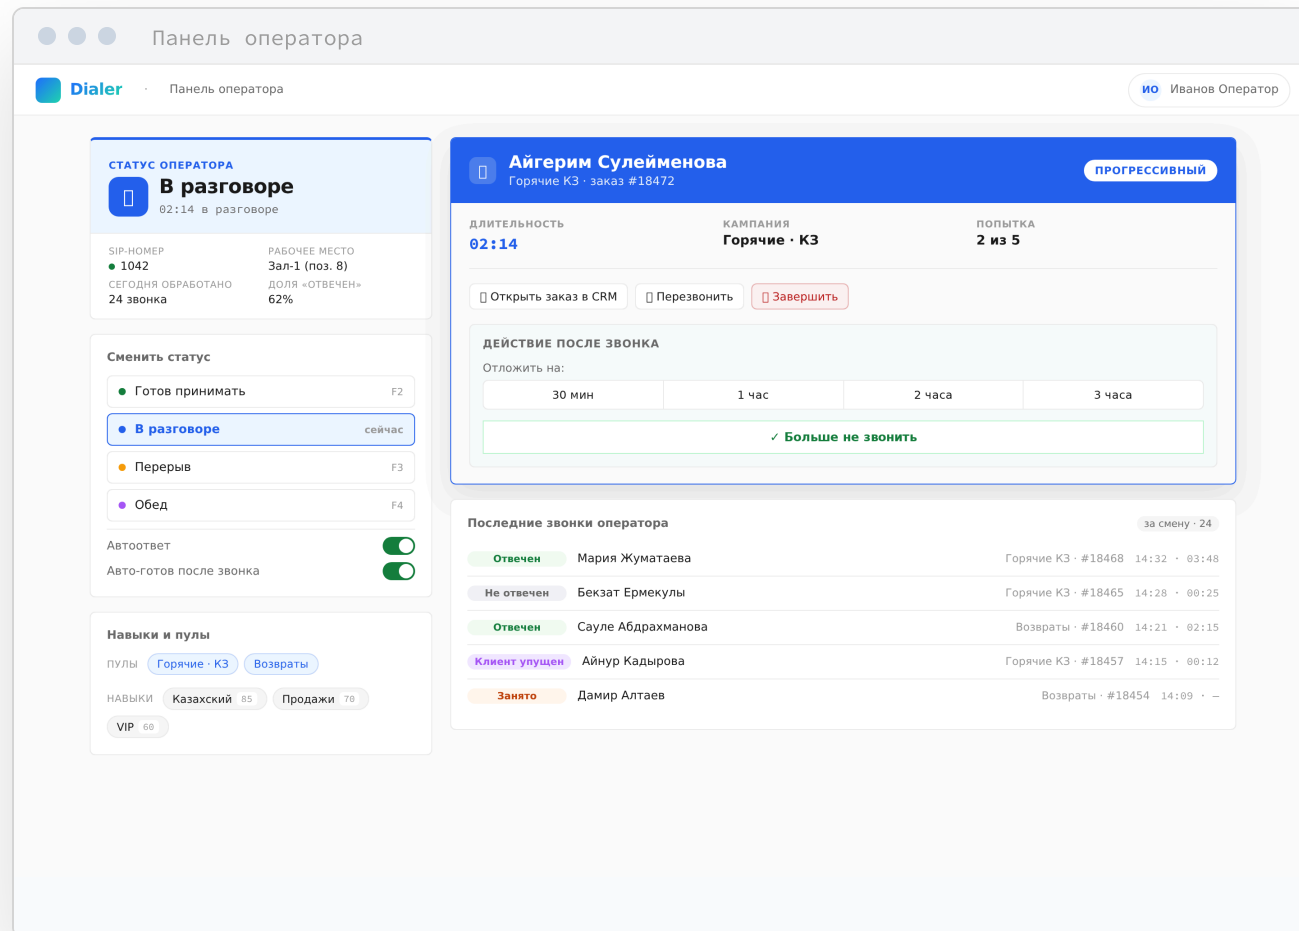 Панель оператора
Dialer · Панель оператора
ИО Иванов Оператор
СТАТУС ОПЕРАТОРА
В разговоре
02:14 в разговоре
SIP-НОМЕР РАБОЧЕЕ МЕСТО
1042 Зал-1 (поз. 8)
СЕГОДНЯ ОБРАБОТАНО ДОЛЯ «ОТВЕЧЕН»
24 звонка 62%
Сменить статус
Готов принимать F2
В разговоре сейчас
Перерыв F3
Обед F4
Автоответ
Авто-готов после звонка
Навыки и пулы
ПУЛЫ Горячие · КЗ Возвраты
НАВЫКИ Казахский 85 Продажи 70
VIP 60
Айгерим Сулейменова
Горячие КЗ · заказ #18472
ПРОГРЕССИВНЫЙ
ДЛИТЕЛЬНОСТЬ КАМПАНИЯ ПОПЫТКА
02:14 Горячие · КЗ 2 из 5
Открыть заказ в CRM Перезвонить Завершить
ДЕЙСТВИЕ ПОСЛЕ ЗВОНКА
Отложить на:
30 мин 1 час 2 часа 3 часа
✓ Больше не звонить
Последние звонки оператора за смену · 24
Отвечен Мария Жуматаева Горячие КЗ · #18468 14:32 · 03:48
Не отвечен Бекзат Ермекулы Горячие КЗ · #18465 14:28 · 00:25
Отвечен Сауле Абдрахманова Возвраты · #18460 14:21 · 02:15
Клиент упущен Айнур Кадырова Горячие КЗ · #18457 14:15 · 00:12
Занято Дамир Алтаев Возвраты · #18454 14:09 · —